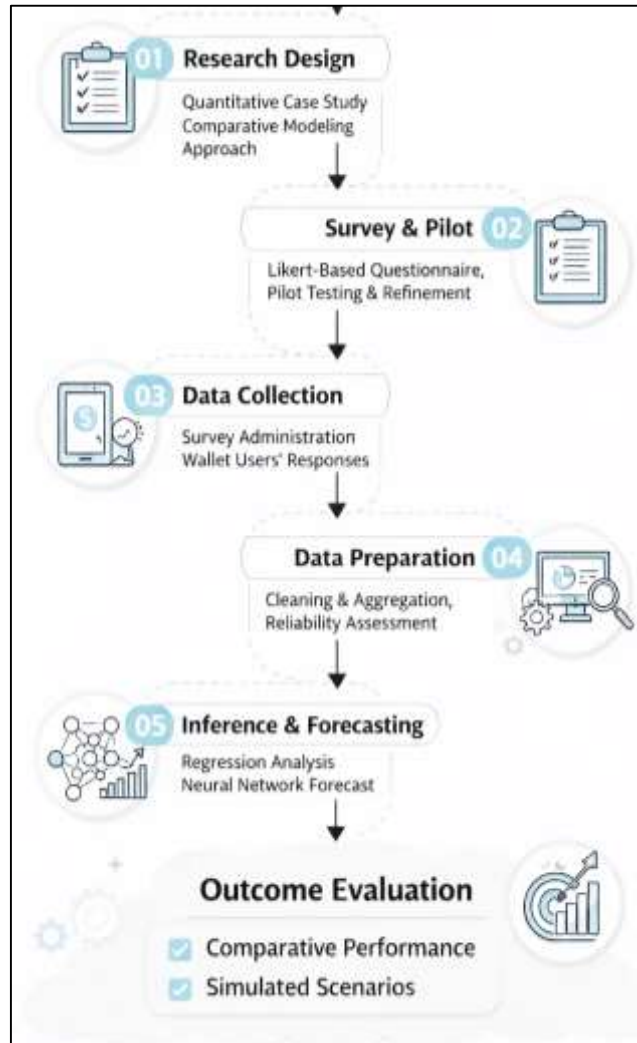 01 Research Design
Quantitative Case Study
Comparative Modeling
Approach
Survey & Pilot 02
Likert-Based Questionnaire,
Pilot Testing & Refinement
03 Data Collection
$
Survey Administration
Wallet Users' Responses
Data Preparation 04
Cleaning & Aggregation,
Reliability Assessment
05 Inference & Forecasting
Regression Analysis
Neural Network Forecast
Outcome Evaluation
Comparative Performance
Simulated Scenarios